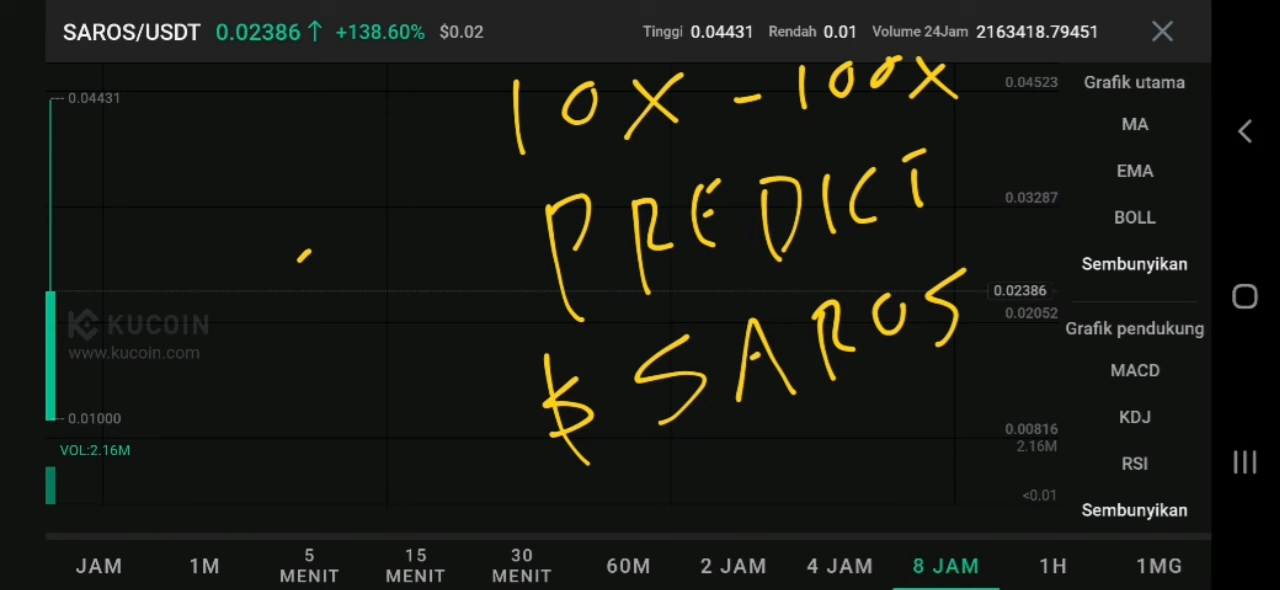 SAROS/USDT 0.02386↑ +138.60% $0.02 Tinggi 0.04431 Rendah 0.01 Volume 24Jam 2163418.79451
10X - 100X
PREDICT
$ SAROS
0.04431
0.01000
KUCOIN
www.kucoin.com
VOL:2.16M
0.04523
0.03287
0.02386
0.02052
0.00816
2.16M
<0.01
Grafik utama
MA
EMA
BOLL
Sembunyikan
Grafik pendukung
MACD
KDJ
RSI
Sembunyikan
JAM 1M 5 MENIT 15 MENIT 30 MENIT 60M 2 JAM 4 JAM 8 JAM 1H 1MG